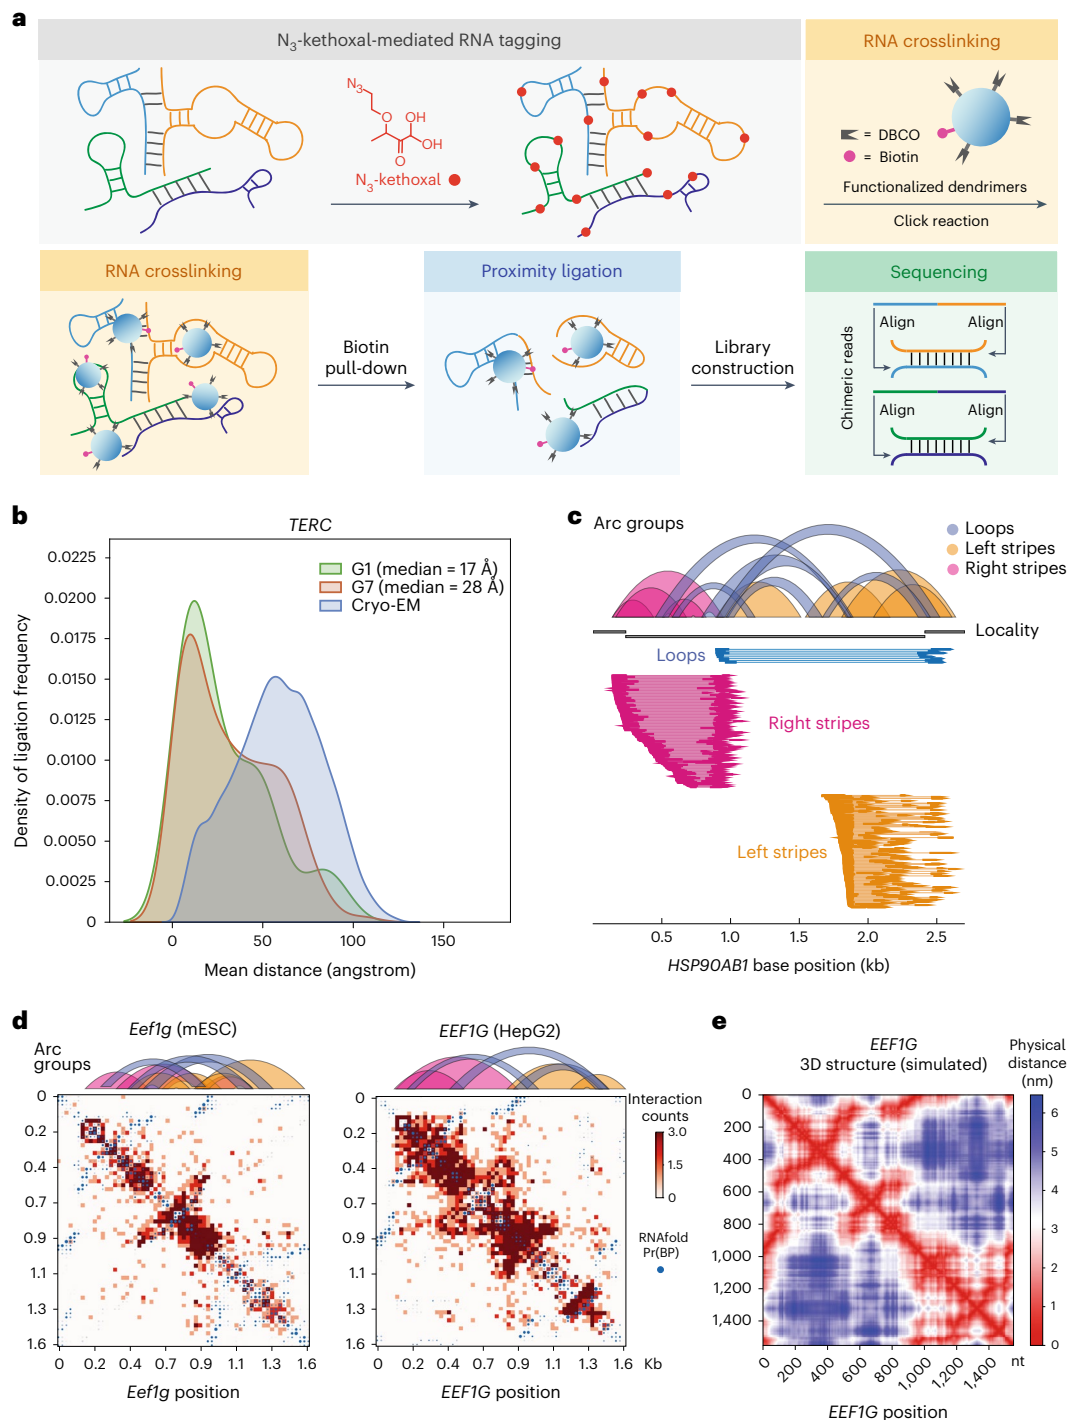 a
N3-kethoxal-mediated RNA tagging
RNA crosslinking
N3
O
OH
OH
O
N3-kethoxal
= DBCO
= Biotin
Functionalized dendrimers
Click reaction
RNA crosslinking
Biotin
pull-down
Proximity ligation
Library
construction
Sequencing
Chimeric reads
Align
Align
Align
Align
b
TERC
Density of ligation frequency
0.0225
0.0200
0.0175
0.0150
0.0125
0.0100
0.0075
0.0050
0.0025
0
G1 (median = 17 Å)
G7 (median = 28 Å)
Cryo-EM
0
50
100
150
Mean distance (angstrom)
c
Arc groups
Loops
Left stripes
Right stripes
Locality
Loops
Right stripes
Left stripes
0.5
1.0
1.5
2.0
2.5
HSP90AB1 base position (kb)
d
Eef1g (mESC)
Arc
groups
0
0.2
0.4
0.7
0.9
1.1
1.3
1.6
0
0.2
0.4
0.7
0.9
1.1
1.3
1.6
Eef1g position
EEF1G (HepG2)
0
0.2
0.4
0.7
0.9
1.1
1.3
1.6
0
0.2
0.4
0.7
0.9
1.1
1.3
1.6
Kb
EEF1G position
Interaction
counts
3.0
1.5
0
RNAfold
Pr(BP)
e
EEF1G
3D structure (simulated)
Physical
distance
(nm)
0
200
400
600
800
1,000
1,200
1,400
0
200
400
600
800
1,000
1,200
1,400
nt
EEF1G position
6
5
4
3
2
1
0